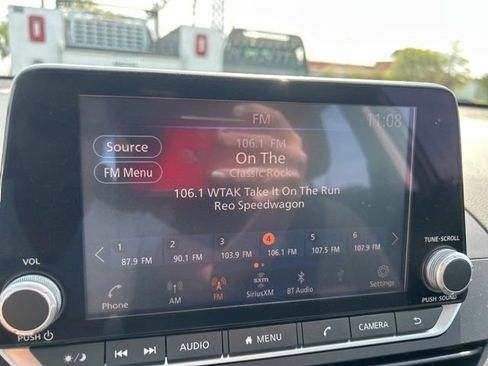 FM
11:08
Source
106.1 FM
On The
Classic Rock
FM Menu
106.1 WTAK Take It On The Run
Reo Speedwagon
1 2 3 4 5 6
87.9 FM 90.1 FM 103.9 FM 106.1 FM 107.5 FM 107.9 FM
VOL
TUNE·SCROLL
sxm
Phone AM FM SiriusXM BT Audio Settings
PUSH
PUSH SOUND
AUDIO MENU CAMERA